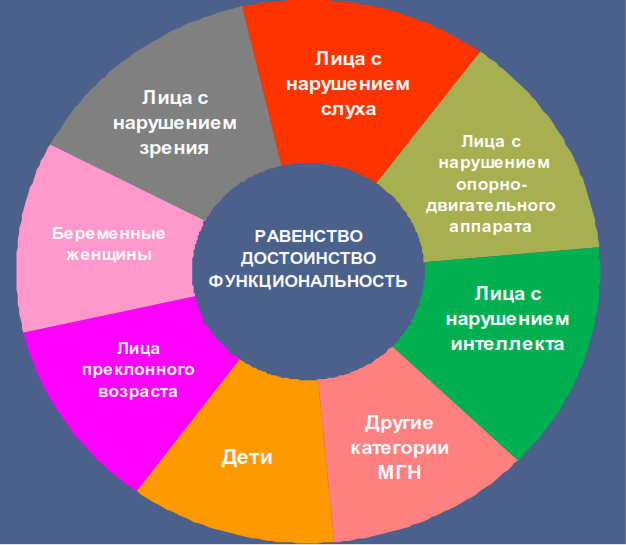 Лица с
нарушением
слуха
Лица с
нарушением
опорно-
двигательного
аппарата
Лица с
нарушением
интеллекта
Другие
категории
МГН
Дети
Лица
преклонного
возраста
Беременные
женщины
Лица с
нарушением
зрения
РАВЕНСТВО
ДОСТОИНСТВО
ФУНКЦИОНАЛЬНОСТЬ